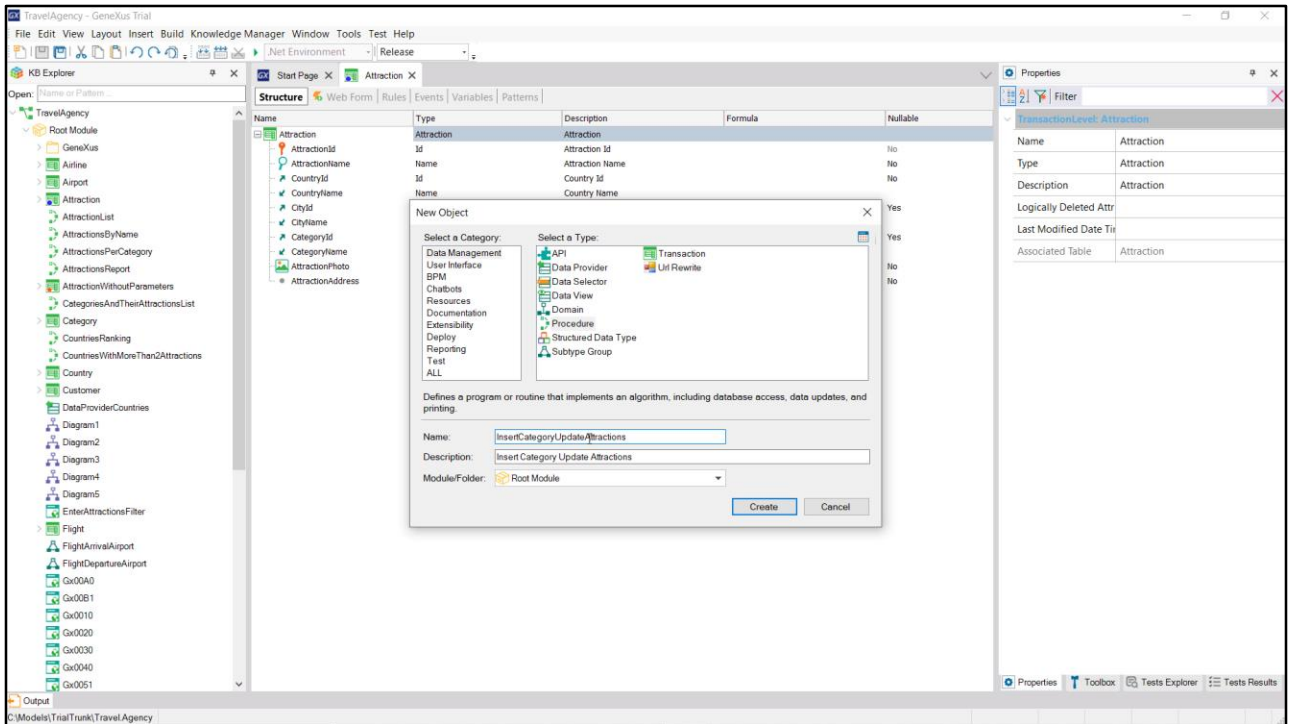 TravelAgency - GeneXus Trial
File Edit View Layout Insert Build Knowledge Manager Window Tools Test Help
.Net Environment Release
KB Explorer
Open: Name or Pattern...
TravelAgency
Root Module
GeneXus
Airline
Airport
Attraction
AttractionList
AttractionsByName
AttractionsPerCategory
AttractionsReport
AttractionWithoutParameters
CategoriesAndTheirAttractionsList
Category
CountriesRanking
CountriesWithMoreThan2Attractions
Country
Customer
DataProviderCountries
Diagram1
Diagram2
Diagram3
Diagram4
Diagram5
EnterAttractionsFilter
Flight
FlightArrivalAirport
FlightDepartureAirport
Gx00A0
Gx00B1
Gx0010
Gx0020
Gx0030
Gx0040
Gx0051
Start Page Attraction
Structure Web Form Rules Events Variables Patterns
Name Type Description Formula Nullable
Attraction Attraction Attraction
AttractionId Id Attraction Id No
AttractionName Name Attraction Name No
CountryId Id Country Id No
CountryName Name Country Name
CityId Yes
CityName
CategoryId Yes
CategoryName
AttractionPhoto No
AttractionAddress No
New Object
Select a Category:
Data Management
User Interface
BPM
Chatbots
Resources
Documentation
Extensibility
Deploy
Reporting
Test
ALL
Select a Type:
API
Data Provider
Data Selector
Data View
Domain
Procedure
Structured Data Type
Subtype Group
Transaction
Url Rewrite
Defines a program or routine that implements an algorithm, including database access, data updates, and
printing.
Name: InsertCategoryUpdateAttractions
Description: Insert Category Update Attractions
Module/Folder: Root Module
Create Cancel
Properties
Filter
TransactionLevel: Attraction
Name Attraction
Type Attraction
Description Attraction
Logically Deleted Attr
Last Modified Date Tir
Associated Table Attraction
Properties Toolbox Tests Explorer Tests Results
Output
C:\Models\TrialTrunk\Travel.Agency